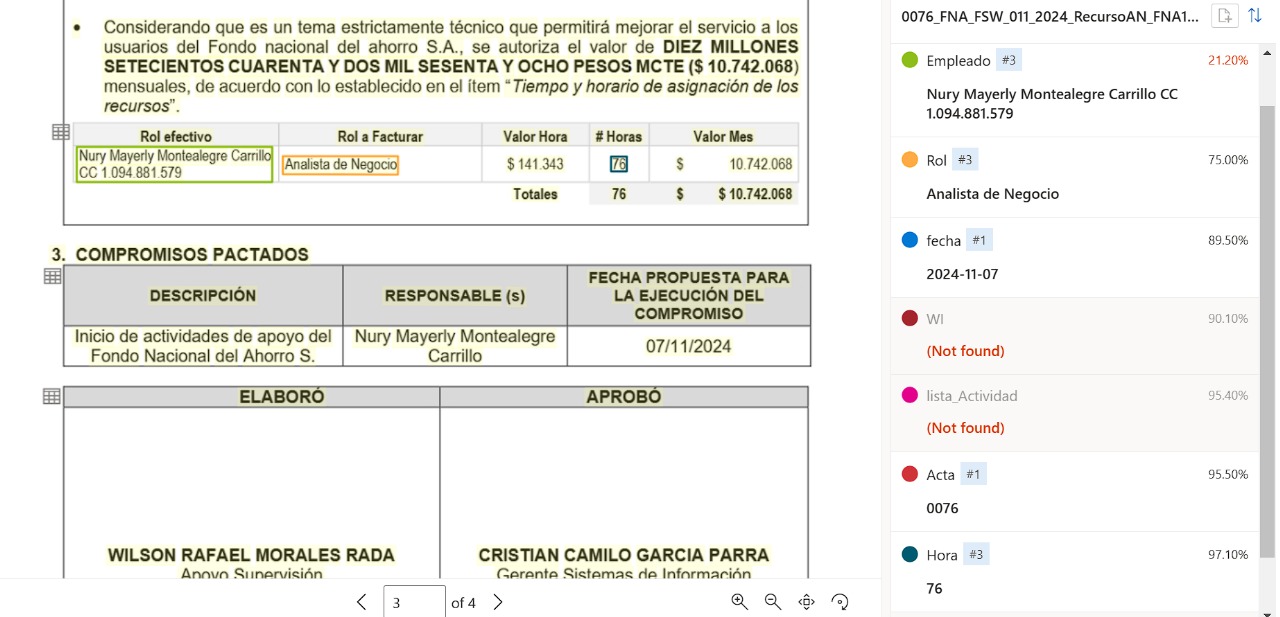 • Considerando que es un tema estrictamente técnico que permitirá mejorar el servicio a los
usuarios del Fondo nacional del ahorro S.A., se autoriza el valor de DIEZ MILLONES
SETECIENTOS CUARENTA Y DOS MIL SESENTA Y OCHO PESOS MCTE ($ 10.742.068)
mensuales, de acuerdo con lo establecido en el ítem “Tiempo y horario de asignación de los
recursos”.
Rol efectivo Rol a Facturar Valor Hora # Horas Valor Mes
Nury Mayerly Montealegre Carrillo
CC 1.094.881.579
Analista de Negocio $ 141.343 76 $ 10.742.068
Totales 76 $ $ 10.742.068
3. COMPROMISOS PACTADOS
DESCRIPCIÓN
RESPONSABLE (s)
FECHA PROPUESTA PARA
LA EJECUCIÓN DEL
COMPROMISO
Inicio de actividades de apoyo del
Fondo Nacional del Ahorro S.
Nury Mayerly Montealegre
Carrillo
07/11/2024
ELABORÓ APROBÓ
WILSON RAFAEL MORALES RADA
Apoyo Supervisión
CRISTIAN CAMILO GARCIA PARRA
Gerente Sistemas de Información
3 of 4
0076_FNA_FSW_011_2024_RecursoAN_FNA1...
Empleado #3 21.20%
Nury Mayerly Montealegre Carrillo CC
1.094.881.579
Rol #3 75.00%
Analista de Negocio
fecha #1 89.50%
2024-11-07
WI 90.10%
(Not found)
lista_Actividad 95.40%
(Not found)
Acta #1 95.50%
0076
Hora #3 97.10%
76